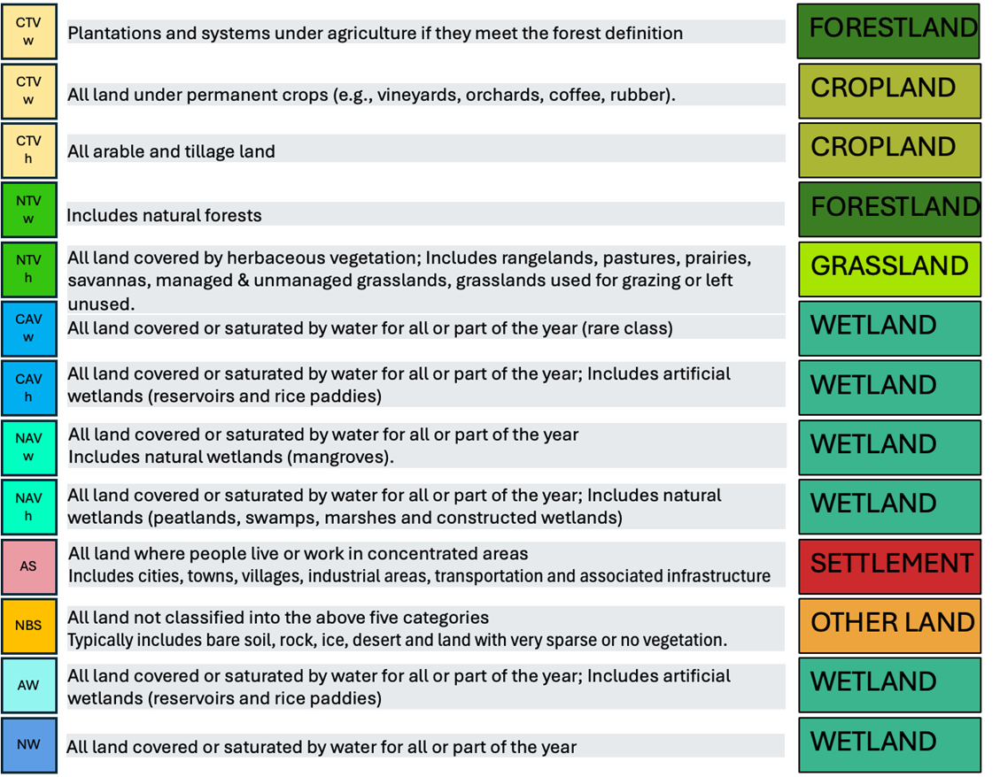 CTV
w
Plantations and systems under agriculture if they meet the forest definition
FORESTLAND
CTV
w
All land under permanent crops (e.g., vineyards, orchards, coffee, rubber).
CROPLAND
CTV
h
All arable and tillage land
CROPLAND
NTV
w
Includes natural forests
FORESTLAND
NTV
h
All land covered by herbaceous vegetation; Includes rangelands, pastures, prairies,
savannas, managed & unmanaged grasslands, grasslands used for grazing or left
unused.
GRASSLAND
CAV
w
All land covered or saturated by water for all or part of the year (rare class)
WETLAND
CAV
h
All land covered or saturated by water for all or part of the year; Includes artificial
wetlands (reservoirs and rice paddies)
WETLAND
NAV
w
All land covered or saturated by water for all or part of the year
Includes natural wetlands (mangroves).
WETLAND
NAV
h
All land covered or saturated by water for all or part of the year; Includes natural
wetlands (peatlands, swamps, marshes and constructed wetlands)
WETLAND
AS
All land where people live or work in concentrated areas
Includes cities, towns, villages, industrial areas, transportation and associated infrastructure
SETTLEMENT
NBS
All land not classified into the above five categories
Typically includes bare soil, rock, ice, desert and land with very sparse or no vegetation.
OTHER LAND
AW
All land covered or saturated by water for all or part of the year; Includes artificial
wetlands (reservoirs and rice paddies)
WETLAND
NW
All land covered or saturated by water for all or part of the year
WETLAND